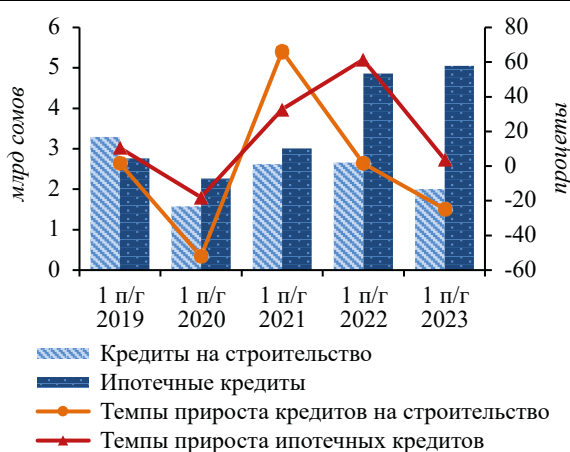 6
5
4
3
2
1
0
млрд сомов
80
60
40
20
0
-20
-40
-60
процеты
1 п/г 1 п/г 1 п/г 1 п/г 1 п/г
2019 2020 2021 2022 2023
Кредиты на строительство
Ипотечные кредиты
Темпы прироста кредитов на строительство
Темпы прироста ипотечных кредитов